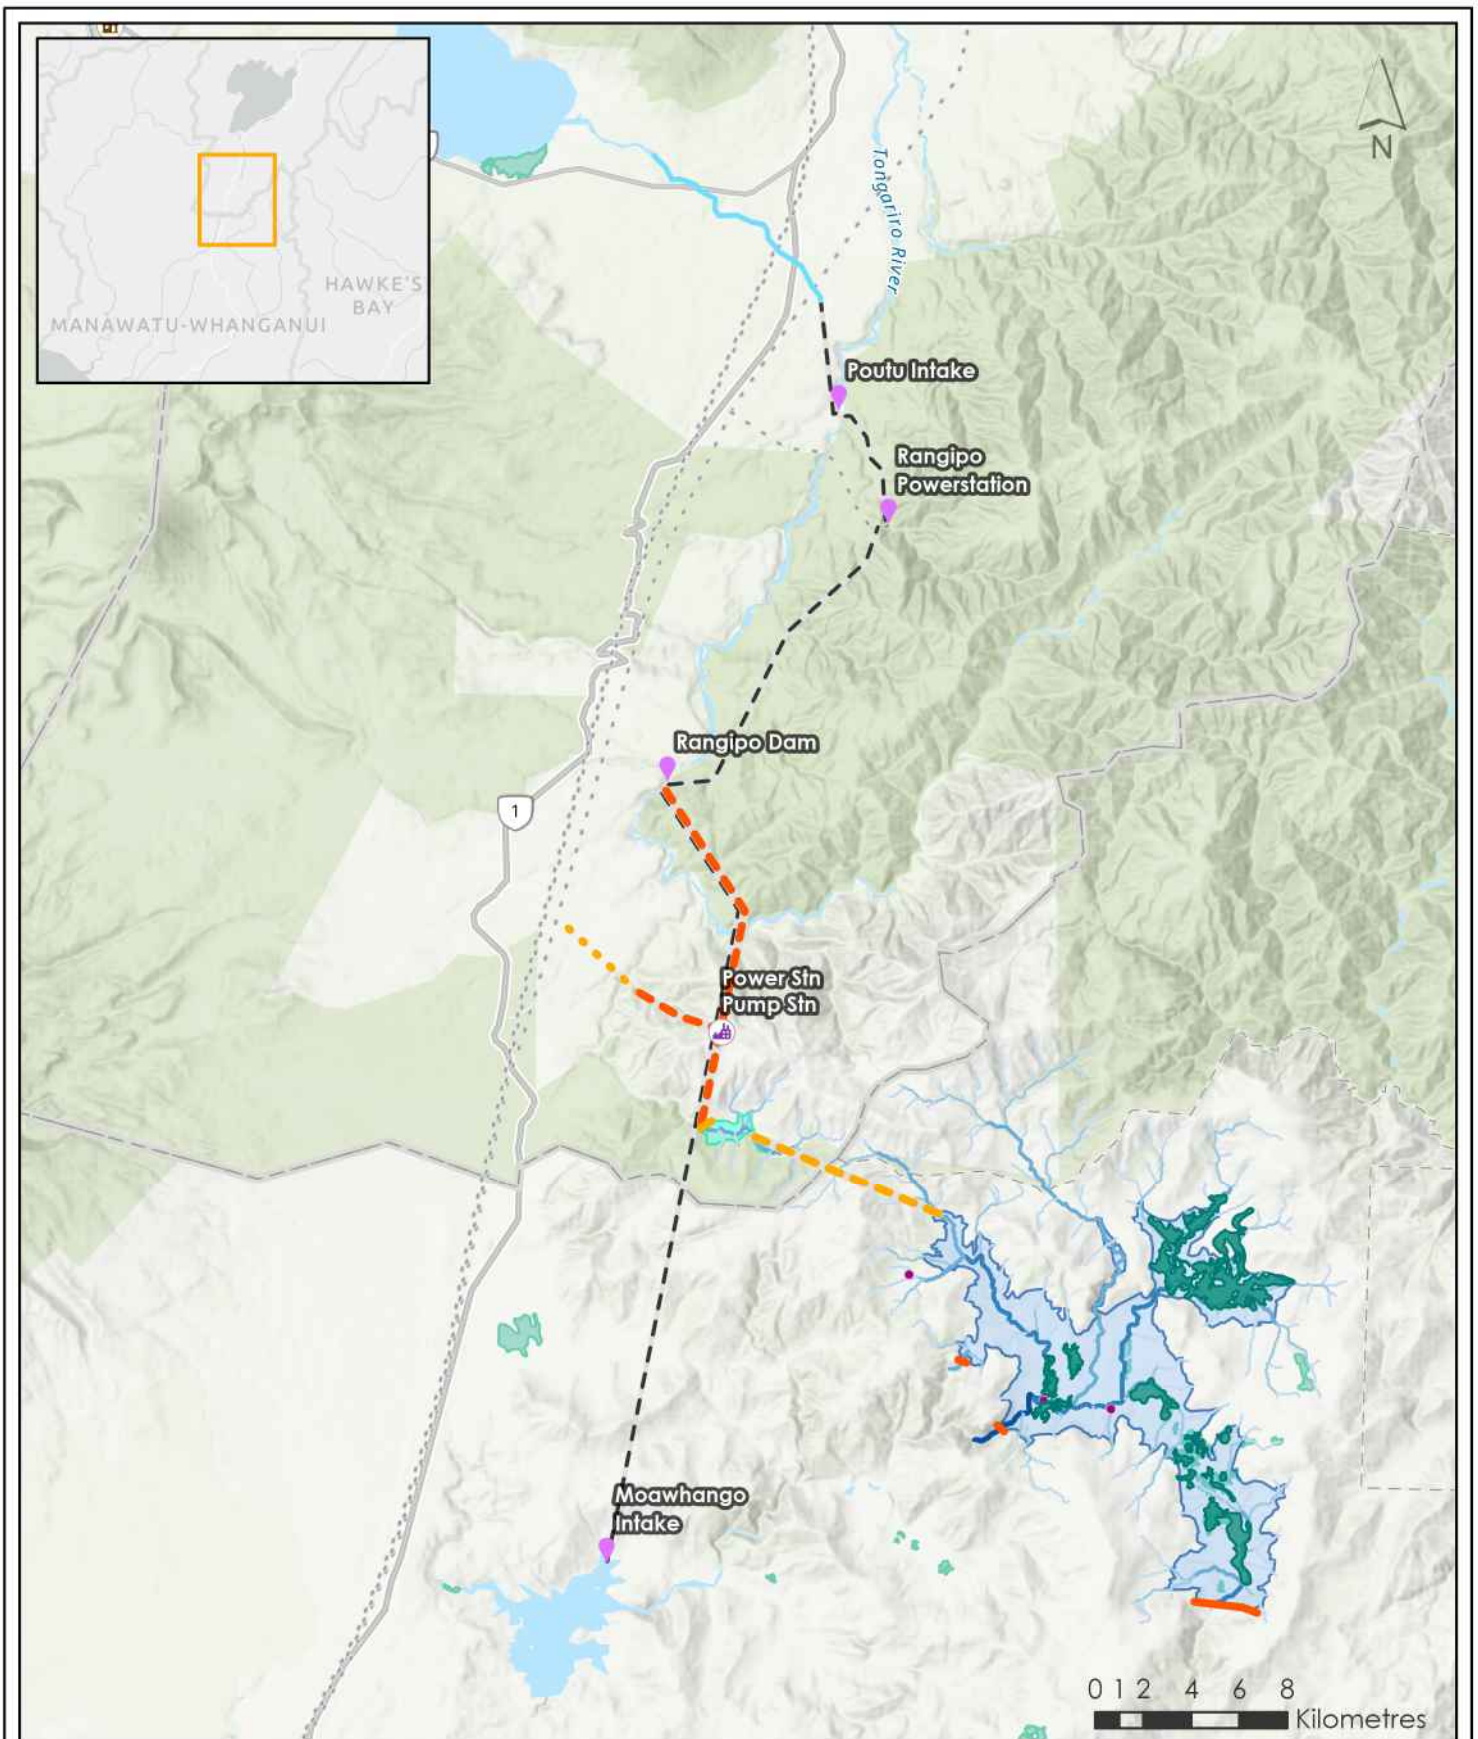 HAWKE'S
BAY
MANAWATU-WHANGANUI
N
Tongariro River
Poutu Intake
Rangipo
Powerstation
Rangipo Dam
1
Power Stn
Pump Stn
Moawhango
Intake
0 1 2 4 6 8
Kilometres